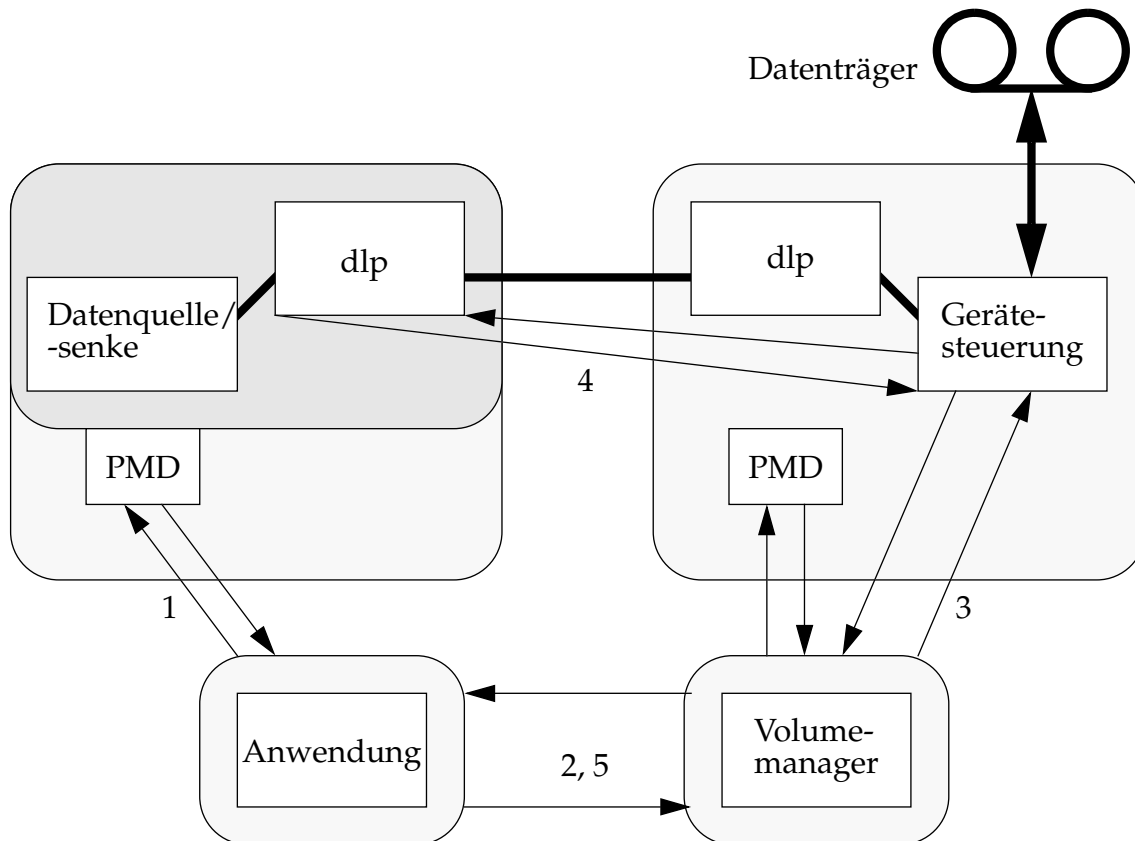 Datenträger
dlp
dlp
Datenquelle/
-senke
Geräte-
steuerung
4
PMD
PMD
1
3
Anwendung
2, 5
Volume-
manager